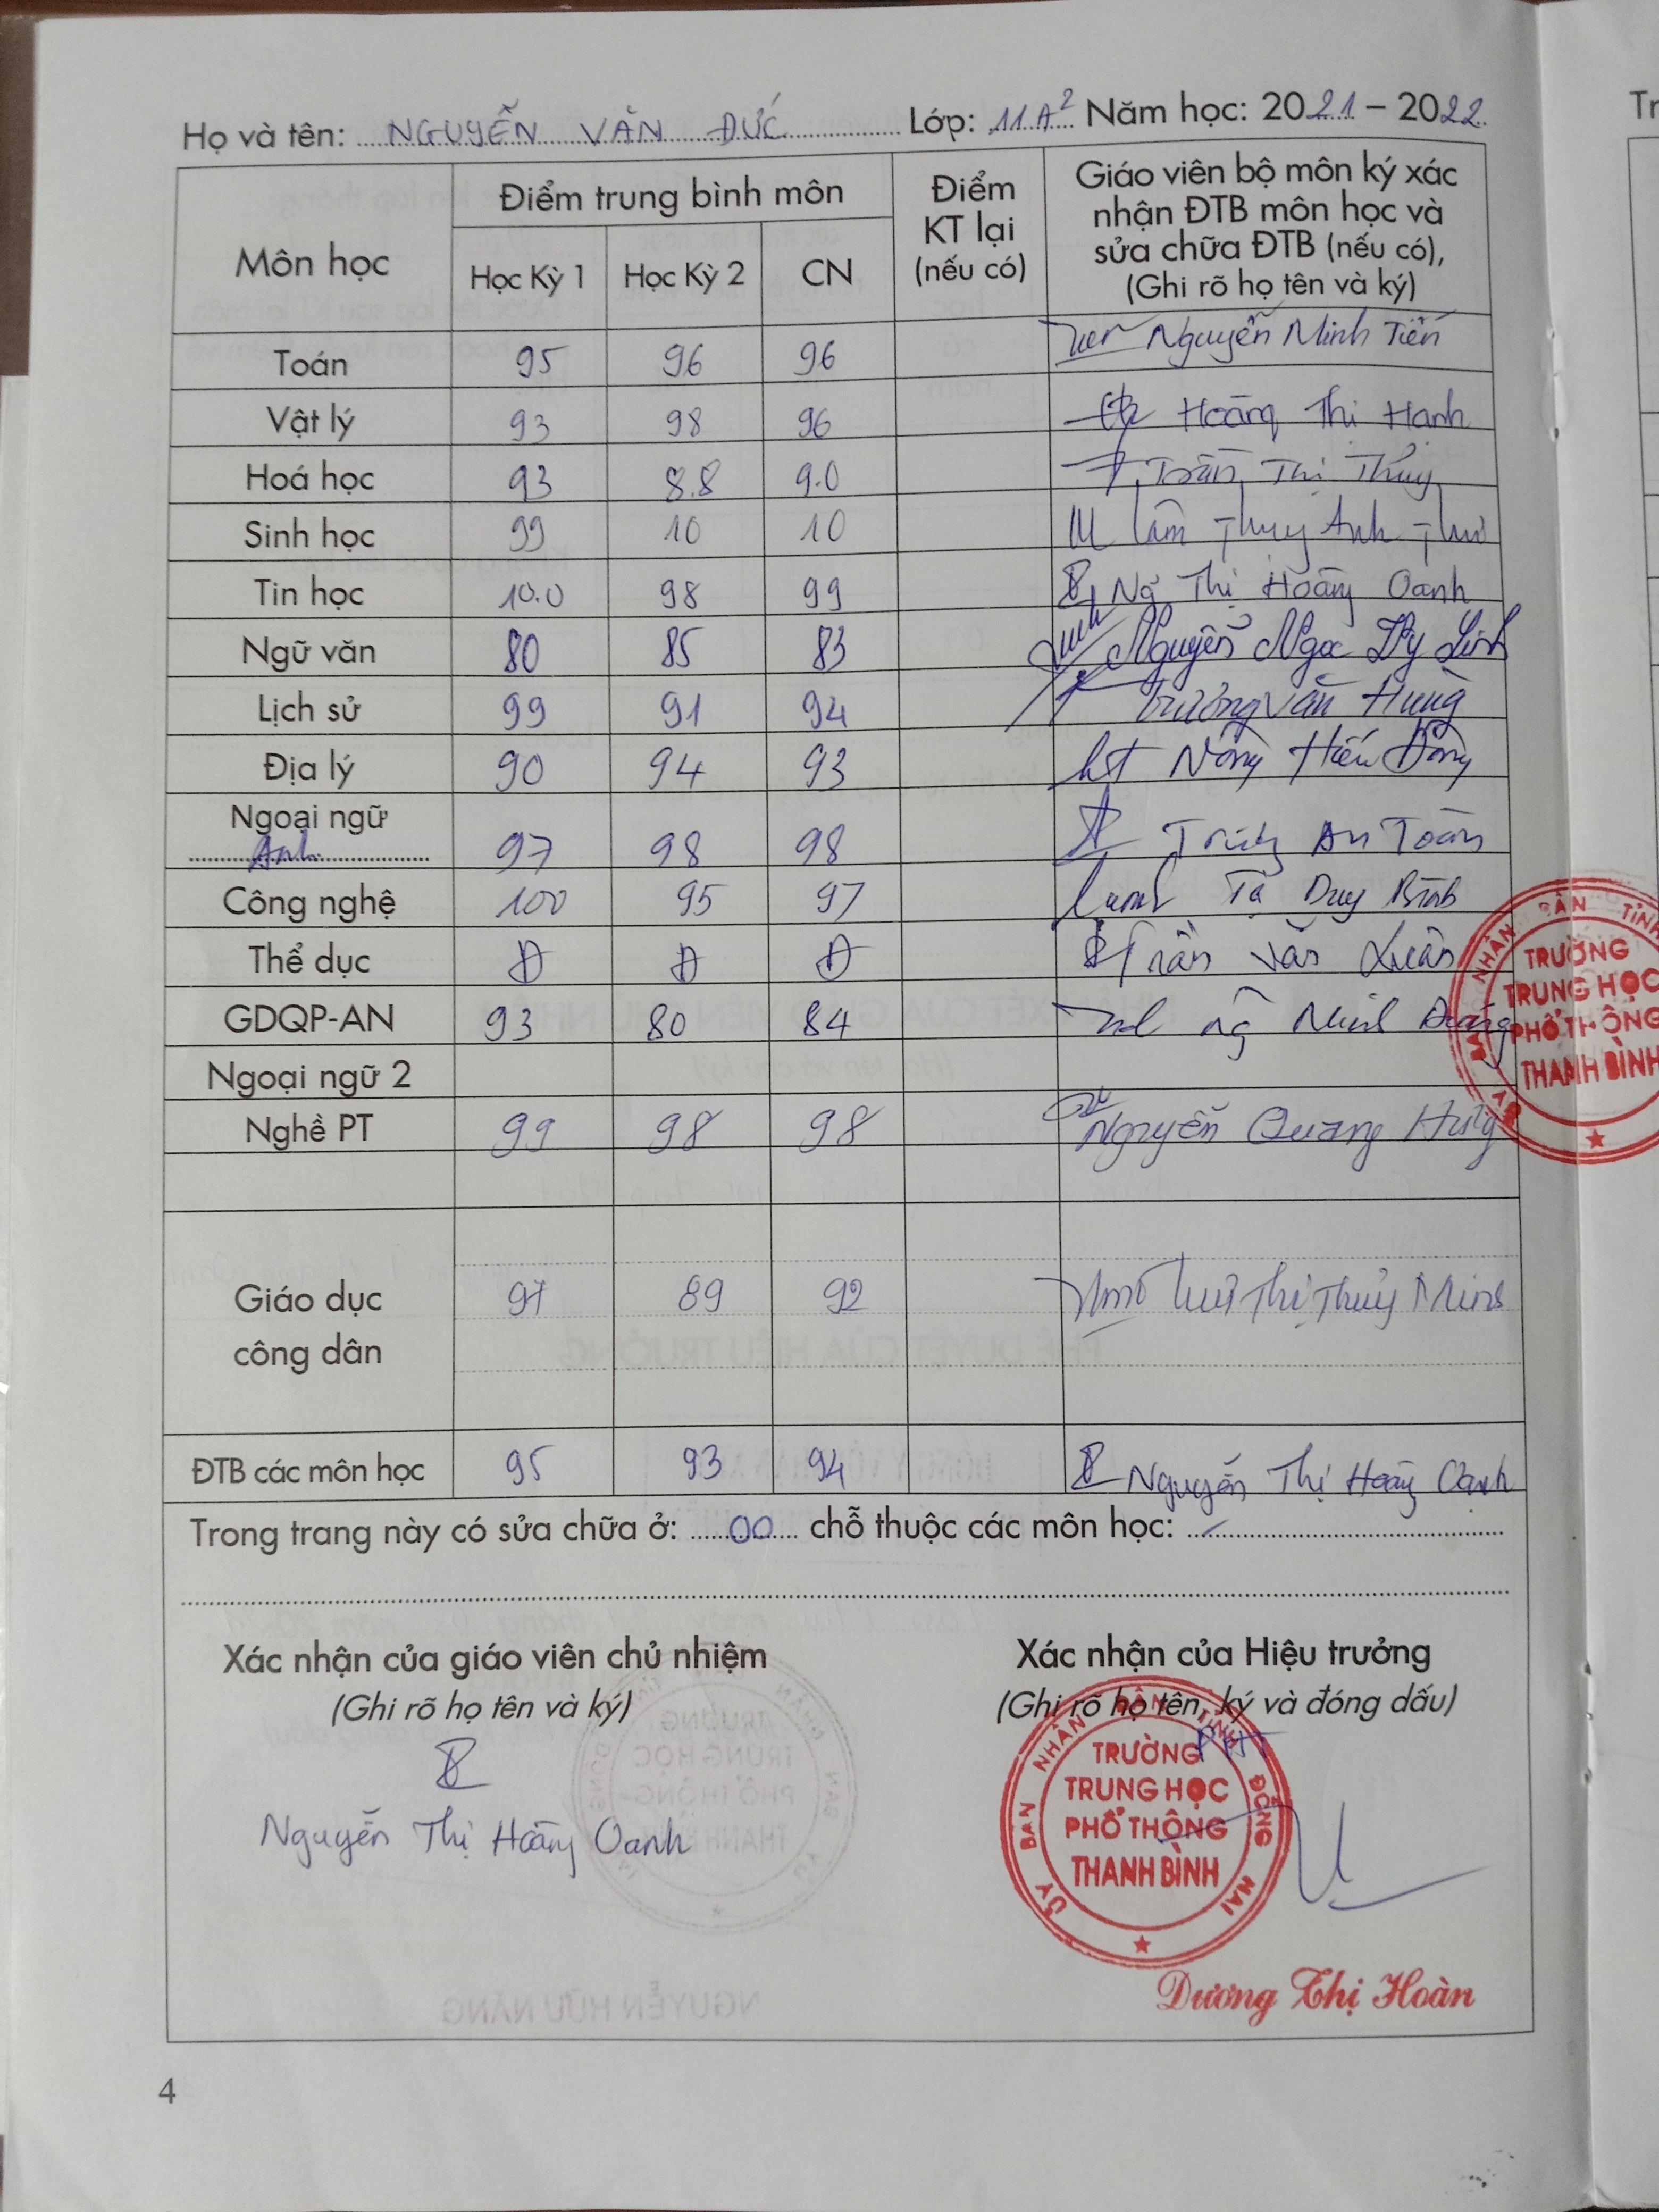 Họ và tên: NGUYỄN VĂN ĐỨC Lớp: 11A2 Năm học: 2021 – 2022
Môn học Điểm trung bình môn Điểm KT lại (nếu có) Giáo viên bộ môn ký xác nhận ĐTB môn học và sửa chữa ĐTB (nếu có), (Ghi rõ họ tên và ký)
Học Kỳ 1 Học Kỳ 2 CN
Toán 95 96 96 Nguyễn Minh Tiến
Vật lý 93 98 96 Hoàng Thị Hạnh
Hoá học 93 8.8 9.0 Trần Thị Thủy
Sinh học 99 10 10 Lâm Thụy Anh Thư
Tin học 10.0 98 99 Ng Thị Hoàng Oanh
Ngữ văn 80 85 83 Nguyễn Ngọc Linh
Lịch sử 99 91 94 Trương Văn Hùng
Địa lý 90 94 93 Nông Hiếu Đông
Ngoại ngữ
Anh 97 98 98 Trịnh An Toàn
Công nghệ 100 95 97 Tạ Duy Bình
Thể dục Đ Đ Đ Trần Văn Xuân
GDQP-AN 93 80 84 Ng Minh
Ngoại ngữ 2
Nghề PT 99 98 98 Nguyễn Quang Hưng
Giáo dục công dân 97 89 92 Thị Thủy Minh
ĐTB các môn học 95 93 94 Nguyễn Thị Hoàng Oanh
Trong trang này có sửa chữa ở: 00 chỗ thuộc các môn học:
Xác nhận của giáo viên chủ nhiệm
(Ghi rõ họ tên và ký)
Nguyễn Thị Hoàng Oanh
Xác nhận của Hiệu trưởng
(Ghi rõ họ tên, ký và đóng dấu)
ỦY BAN NHÂN DÂN TỈNH ĐỒNG NAI
TRƯỜNG
TRUNG HỌC
PHỔ THÔNG
THANH BÌNH
Dương Thị Hoàn
4
TRƯỜNG
TRUNG HỌC
PHỔ THÔNG
THANH BÌNH
Tr